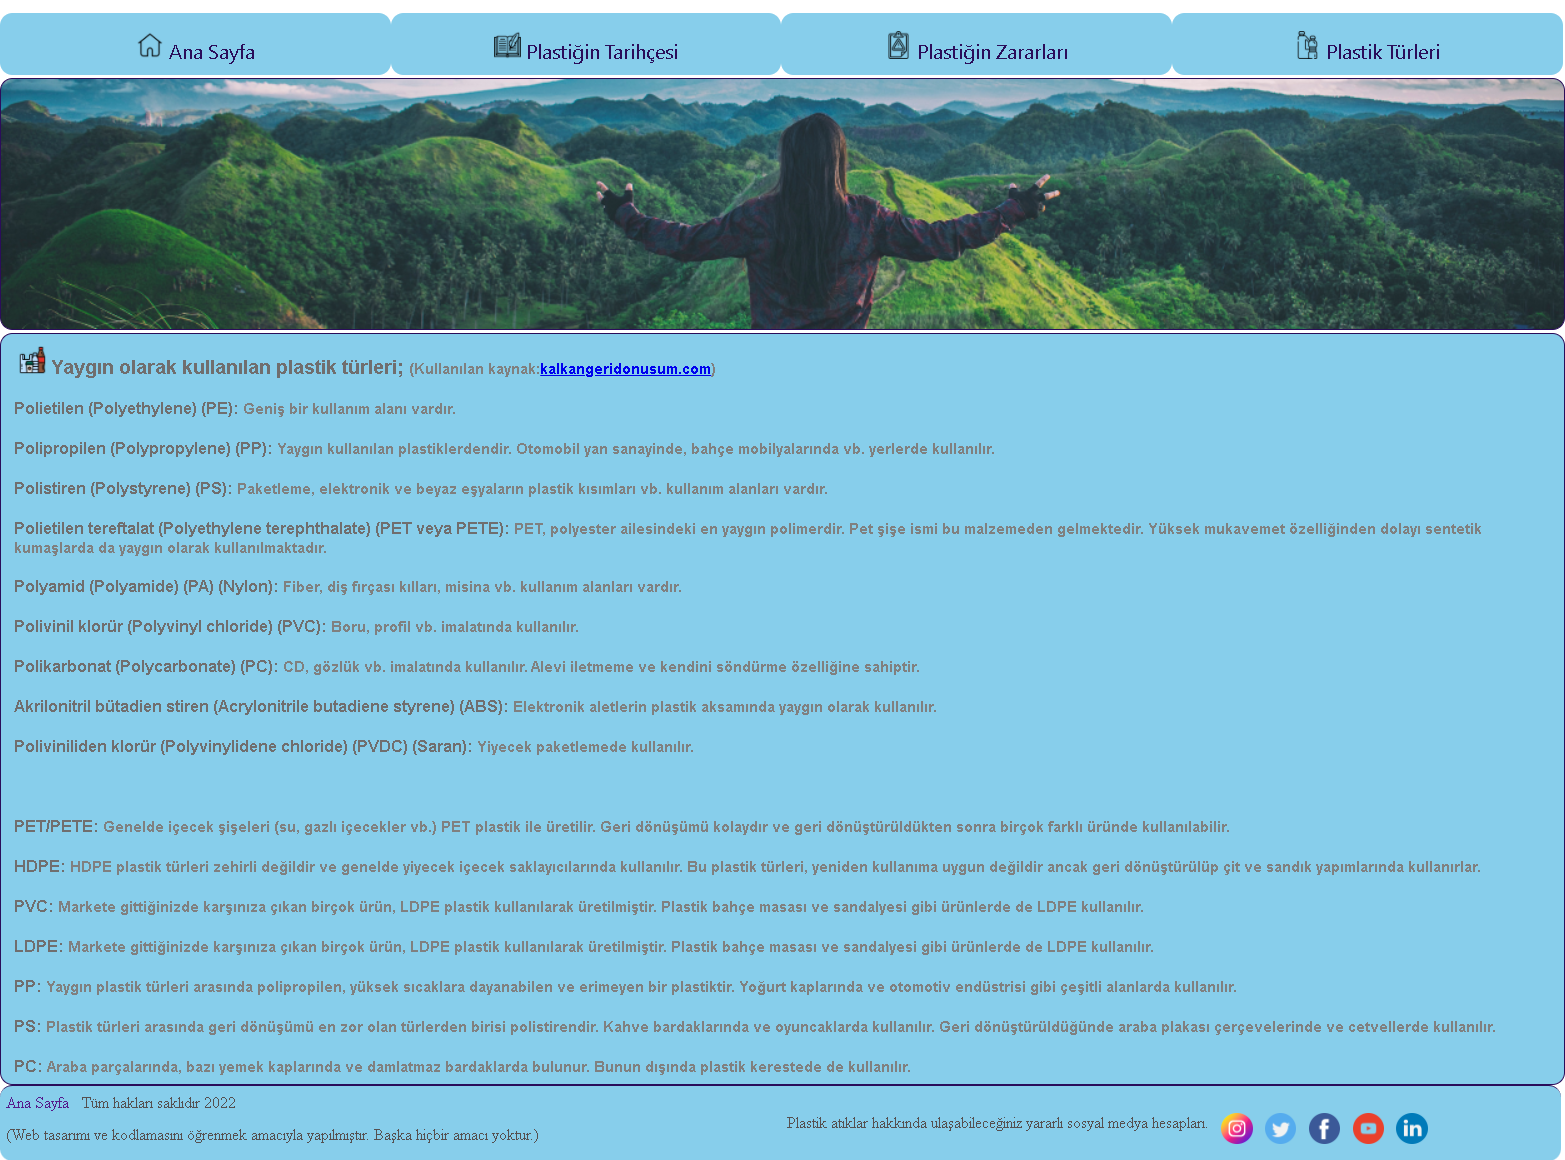 Ana Sayfa
Plastiğin Tarihçesi
Plastiğin Zararları
Plastik Türleri
Yaygın olarak kullanılan plastik türleri; (Kullanılan kaynak:kalkangeridonusum.com)
Polietilen (Polyethylene) (PE): Geniş bir kullanım alanı vardır.
Polipropilen (Polypropylene) (PP): Yaygın kullanılan plastiklerdendir. Otomobil yan sanayinde, bahçe mobilyalarında vb. yerlerde kullanılır.
Polistiren (Polystyrene) (PS): Paketleme, elektronik ve beyaz eşyaların plastik kısımları vb. kullanım alanları vardır.
Polietilen tereftalat (Polyethylene terephthalate) (PET veya PETE): PET, polyester ailesindeki en yaygın polimerdir. Pet şişe ismi bu malzemeden gelmektedir. Yüksek mukavemet özelliğinden dolayı sentetik
kumaşlarda da yaygın olarak kullanılmaktadır.
Polyamid (Polyamide) (PA) (Nylon): Fiber, diş fırçası kılları, misina vb. kullanım alanları vardır.
Polivinil klorür (Polyvinyl chloride) (PVC): Boru, profil vb. imalatında kullanılır.
Polikarbonat (Polycarbonate) (PC): CD, gözlük vb. imalatında kullanılır. Alevi iletmeme ve kendini söndürme özelliğine sahiptir.
Akrilonitril bütadien stiren (Acrylonitrile butadiene styrene) (ABS): Elektronik aletlerin plastik aksamında yaygın olarak kullanılır.
Poliviniliden klorür (Polyvinylidene chloride) (PVDC) (Saran): Yiyecek paketlemede kullanılır.
PET/PETE: Genelde içecek şişeleri (su, gazlı içecekler vb.) PET plastik ile üretilir. Geri dönüşümü kolaydır ve geri dönüştürüldükten sonra birçok farklı üründe kullanılabilir.
HDPE: HDPE plastik türleri zehirli değildir ve genelde yiyecek içecek saklayıcılarında kullanılır. Bu plastik türleri, yeniden kullanıma uygun değildir ancak geri dönüştürülüp çit ve sandık yapımlarında kullanırlar.
PVC: Markete gittiğinizde karşınıza çıkan birçok ürün, LDPE plastik kullanılarak üretilmiştir. Plastik bahçe masası ve sandalyesi gibi ürünlerde de LDPE kullanılır.
LDPE: Markete gittiğinizde karşınıza çıkan birçok ürün, LDPE plastik kullanılarak üretilmiştir. Plastik bahçe masası ve sandalyesi gibi ürünlerde de LDPE kullanılır.
PP: Yaygın plastik türleri arasında polipropilen, yüksek sıcaklara dayanabilen ve erimeyen bir plastiktir. Yoğurt kaplarında ve otomotiv endüstrisi gibi çeşitli alanlarda kullanılır.
PS: Plastik türleri arasında geri dönüşümü en zor olan türlerden birisi polistirendir. Kahve bardaklarında ve oyuncaklarda kullanılır. Geri dönüştürüldüğünde araba plakası çerçevelerinde ve cetvellerde kullanılır.
PC: Araba parçalarında, bazı yemek kaplarında ve damlatmaz bardaklarda bulunur. Bunun dışında plastik kerestede de kullanılır.
Ana Sayfa Tüm hakları saklıdır 2022
(Web tasarımı ve kodlamasını öğrenmek amacıyla yapılmıştır. Başka hiçbir amacı yoktur.)
Plastik atıklar hakkında ulaşabileceğiniz yararlı sosyal medya hesapları.